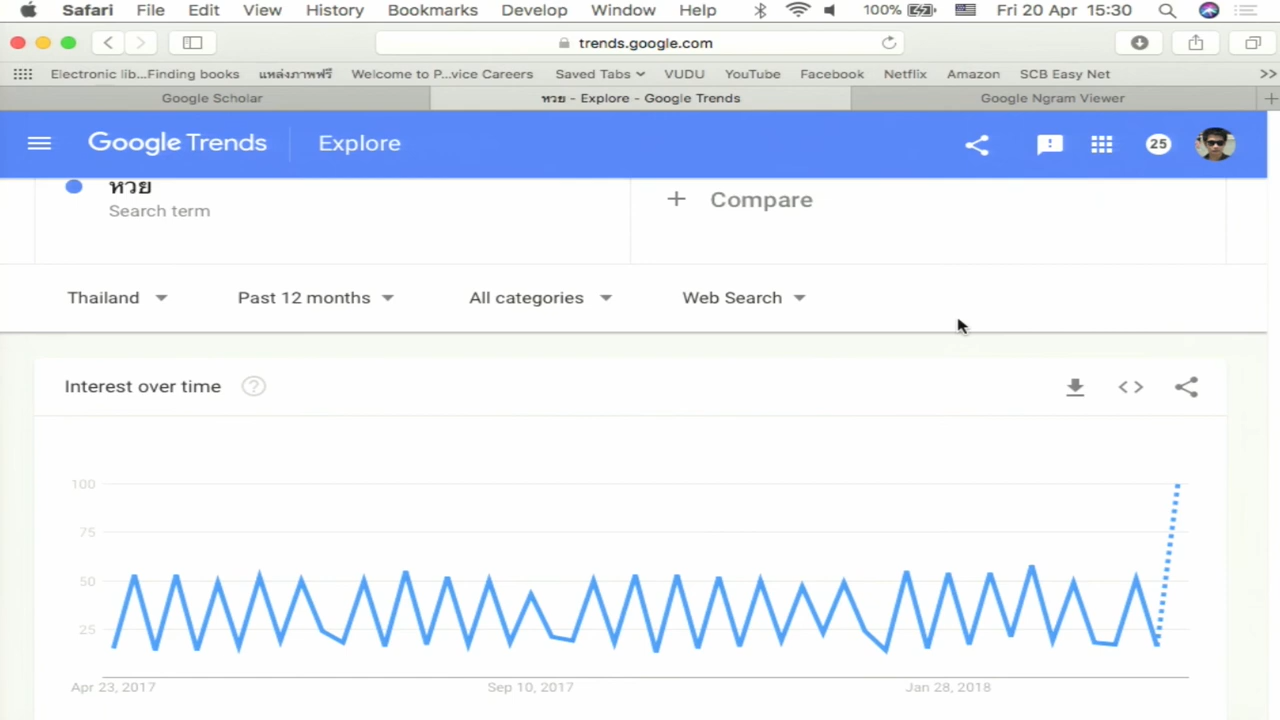 Safari File Edit View History Bookmarks Develop Window Help 100% Fri 20 Apr 15:30
trends.google.com
Electronic lib...Finding books แหล่งภาพฟรี Welcome to P...vice Careers Saved Tabs VUDU YouTube Facebook Netflix Amazon SCB Easy Net >>
Google Scholar หวย - Explore - Google Trends Google Ngram Viewer +
Google Trends Explore 25
หวย
Search term
+ Compare
Thailand Past 12 months All categories Web Search
Interest over time ?
100
75
50
25
Apr 23, 2017 Sep 10, 2017 Jan 28, 2018